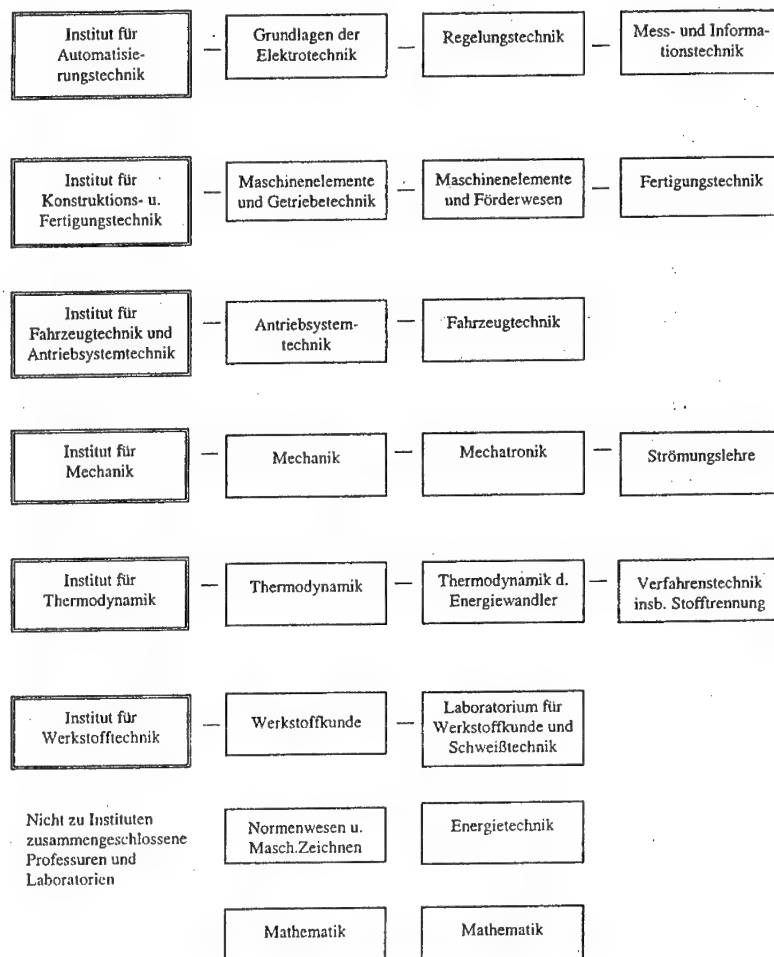 Institut für
Automatisie-
rungstechnik
Grundlagen der
Elektrotechnik
Regelungstechnik
Mess- und Informa-
tionstechnik
Institut für
Konstruktions- u.
Fertigungstechnik
Maschinenelemente
und Getriebetechnik
Maschinenelemente
und Förderwesen
Fertigungstechnik
Institut für
Fahrzeugtechnik und
Antriebsystemtechnik
Antriebsystem-
technik
Fahrzeugtechnik
Institut für
Mechanik
Mechanik
Mechatronik
Strömungslehre
Institut für
Thermodynamik
Thermodynamik
Thermodynamik d.
Energiewandler
Verfahrenstechnik
insb. Stofftrennung
Institut für
Werkstofftechnik
Werkstoffkunde
Laboratorium für
Werkstoffkunde und
Schweißtechnik
Nicht zu Instituten
zusammengeschlossene
Professuren und
Laboratorien
Normenwesen u.
Masch.Zeichnen
Energietechnik
Mathematik
Mathematik